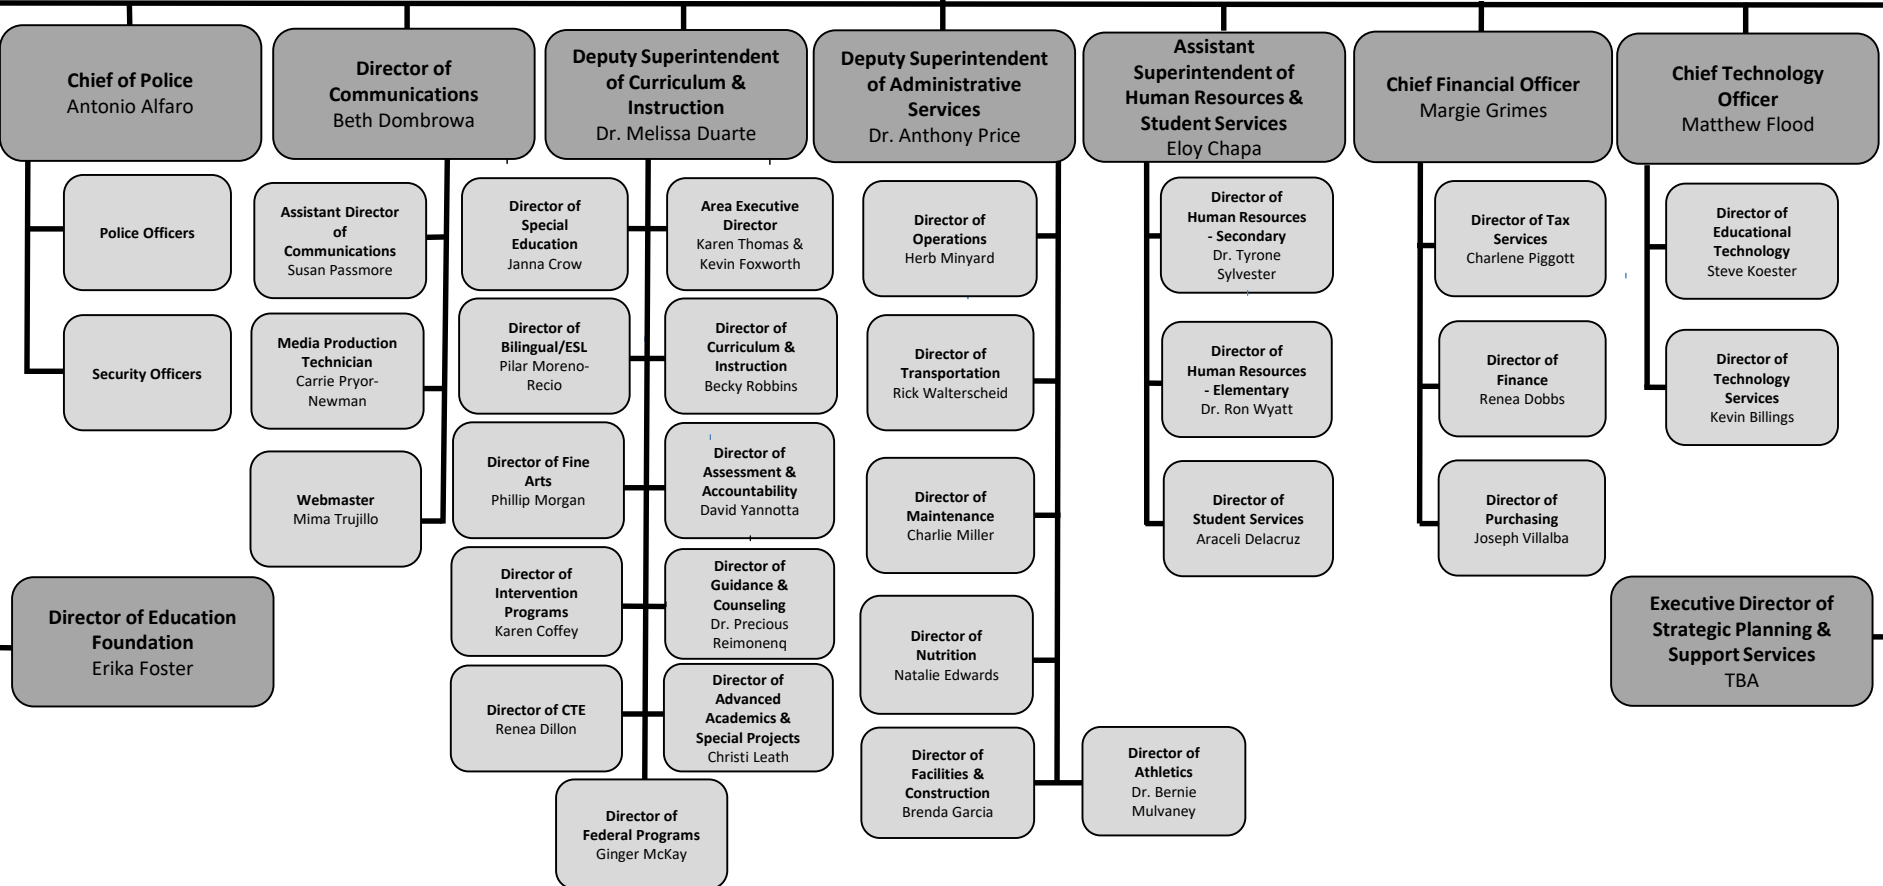 Chief of Police
Antonio Alfaro
Director of
Communications
Beth Dombrowa
Deputy Superintendent
of Curriculum &
Instruction
Dr. Melissa Duarte
Deputy Superintendent
of Administrative
Services
Dr. Anthony Price
Assistant
Superintendent of
Human Resources &
Student Services
Eloy Chapa
Chief Financial Officer
Margie Grimes
Chief Technology
Officer
Matthew Flood
Police Officers
Security Officers
Assistant Director
of
Communications
Susan Passmore
Media Production
Technician
Carrie Pryor-
Newman
Webmaster
Mima Trujillo
Director of
Special
Education
Janna Crow
Area Executive
Director
Karen Thomas &
Kevin Foxworth
Director of
Bilingual/ESL
Pilar Moreno-
Recio
Director of
Curriculum &
Instruction
Becky Robbins
Director of Fine
Arts
Phillip Morgan
Director of
Assessment &
Accountability
David Yannotta
Director of
Intervention
Programs
Karen Coffey
Director of
Guidance &
Counseling
Dr. Precious
Reimonenq
Director of CTE
Renea Dillon
Director of
Advanced
Academics &
Special Projects
Christi Leath
Director of
Federal Programs
Ginger McKay
Director of
Operations
Herb Minyard
Director of
Transportation
Rick Walterscheid
Director of
Maintenance
Charlie Miller
Director of
Nutrition
Natalie Edwards
Director of
Facilities &
Construction
Brenda Garcia
Director of
Athletics
Dr. Bernie
Mulvaney
Director of
Human Resources
- Secondary
Dr. Tyrone
Sylvester
Director of
Human Resources
- Elementary
Dr. Ron Wyatt
Director of
Student Services
Araceli Delacruz
Director of Tax
Services
Charlene Piggott
Director of
Finance
Renea Dobbs
Director of
Purchasing
Joseph Villalba
Director of
Educational
Technology
Steve Koester
Director of
Technology
Services
Kevin Billings
Director of Education
Foundation
Erika Foster
Executive Director of
Strategic Planning &
Support Services
TBA